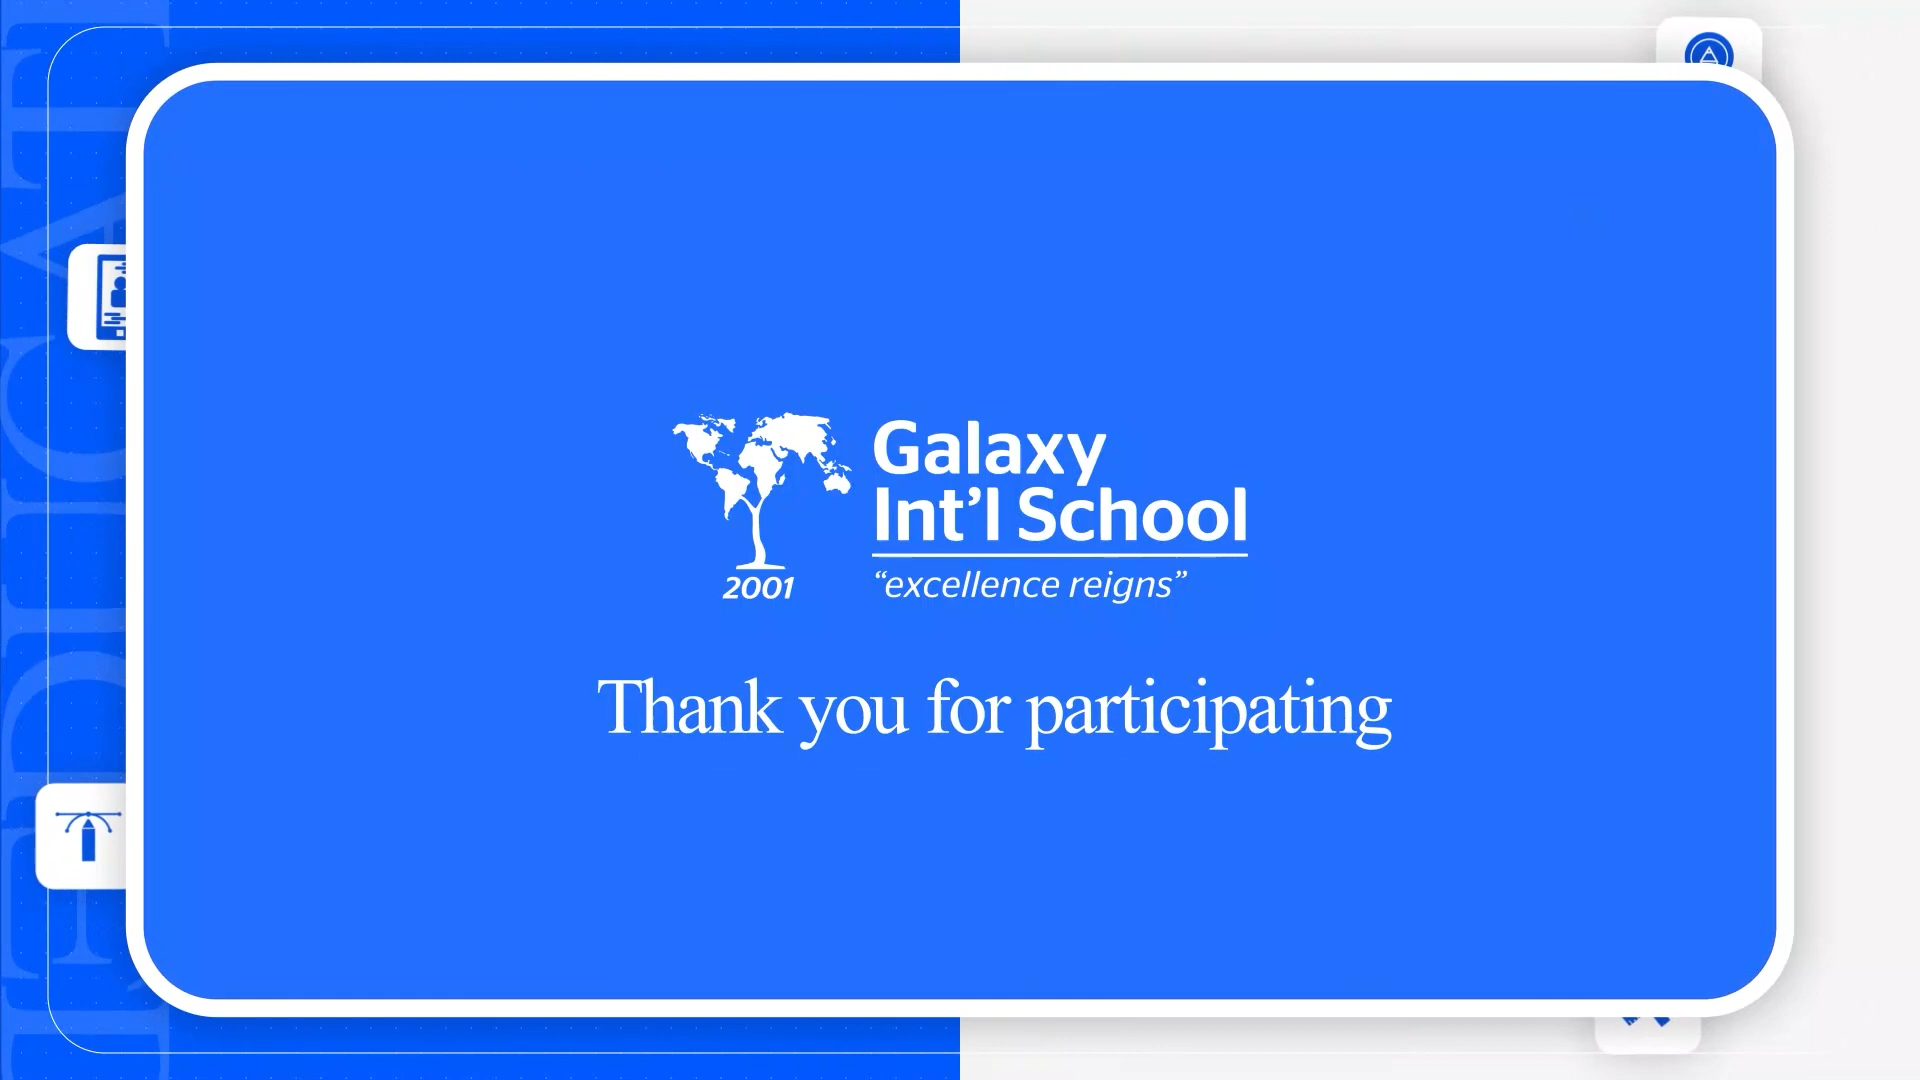 Galaxy
Int’l School
2001
“excellence reigns”
Thank you for participating